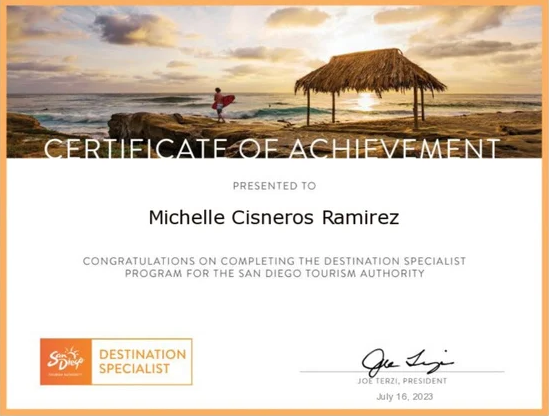 CERTIFICATE OF ACHIEVEMENT
PRESENTED TO
Michelle Cisneros Ramirez
CONGRATULATIONS ON COMPLETING THE DESTINATION SPECIALIST
PROGRAM FOR THE SAN DIEGO TOURISM AUTHORITY
San
Diego
TOURISM AUTHORITY
DESTINATION
SPECIALIST
Joe Terzi
JOE TERZI, PRESIDENT
July 16, 2023